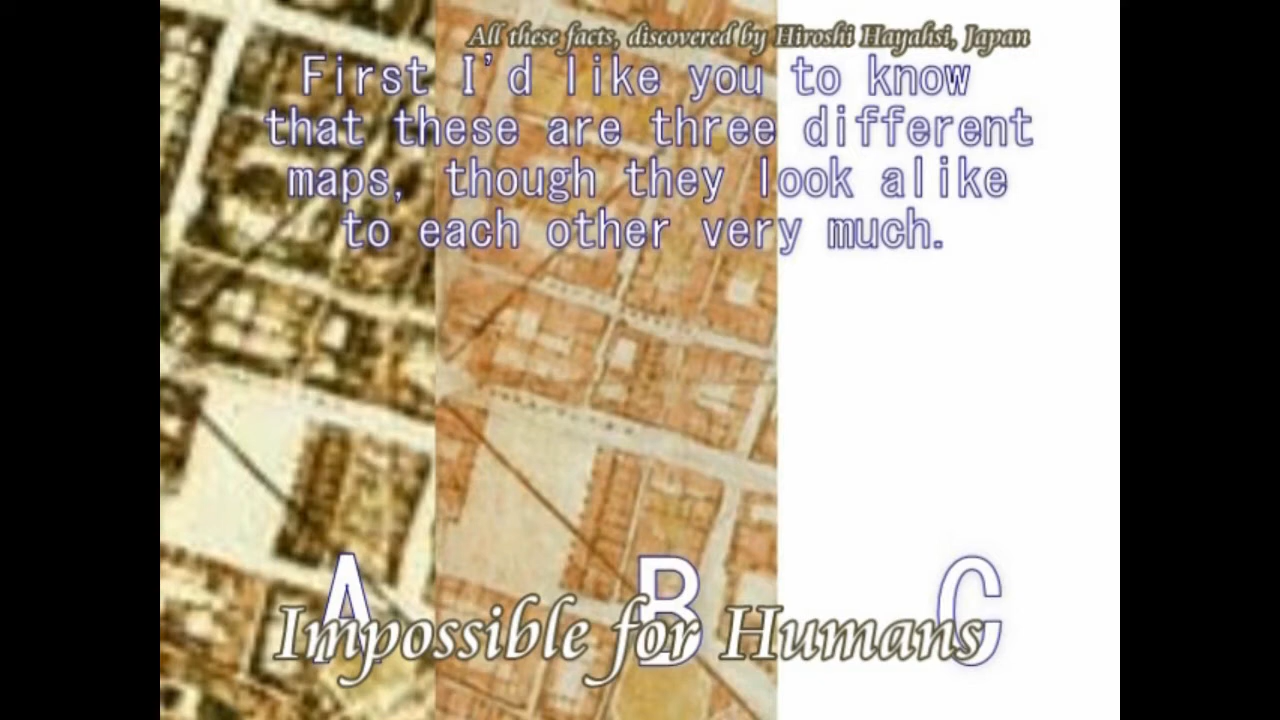 All these facts, discovered by Hiroshi Hayahsi, Japan
First I'd like you to know
that these are three different
maps, though they look alike
to each other very much.
A B C
Impossible for Humans